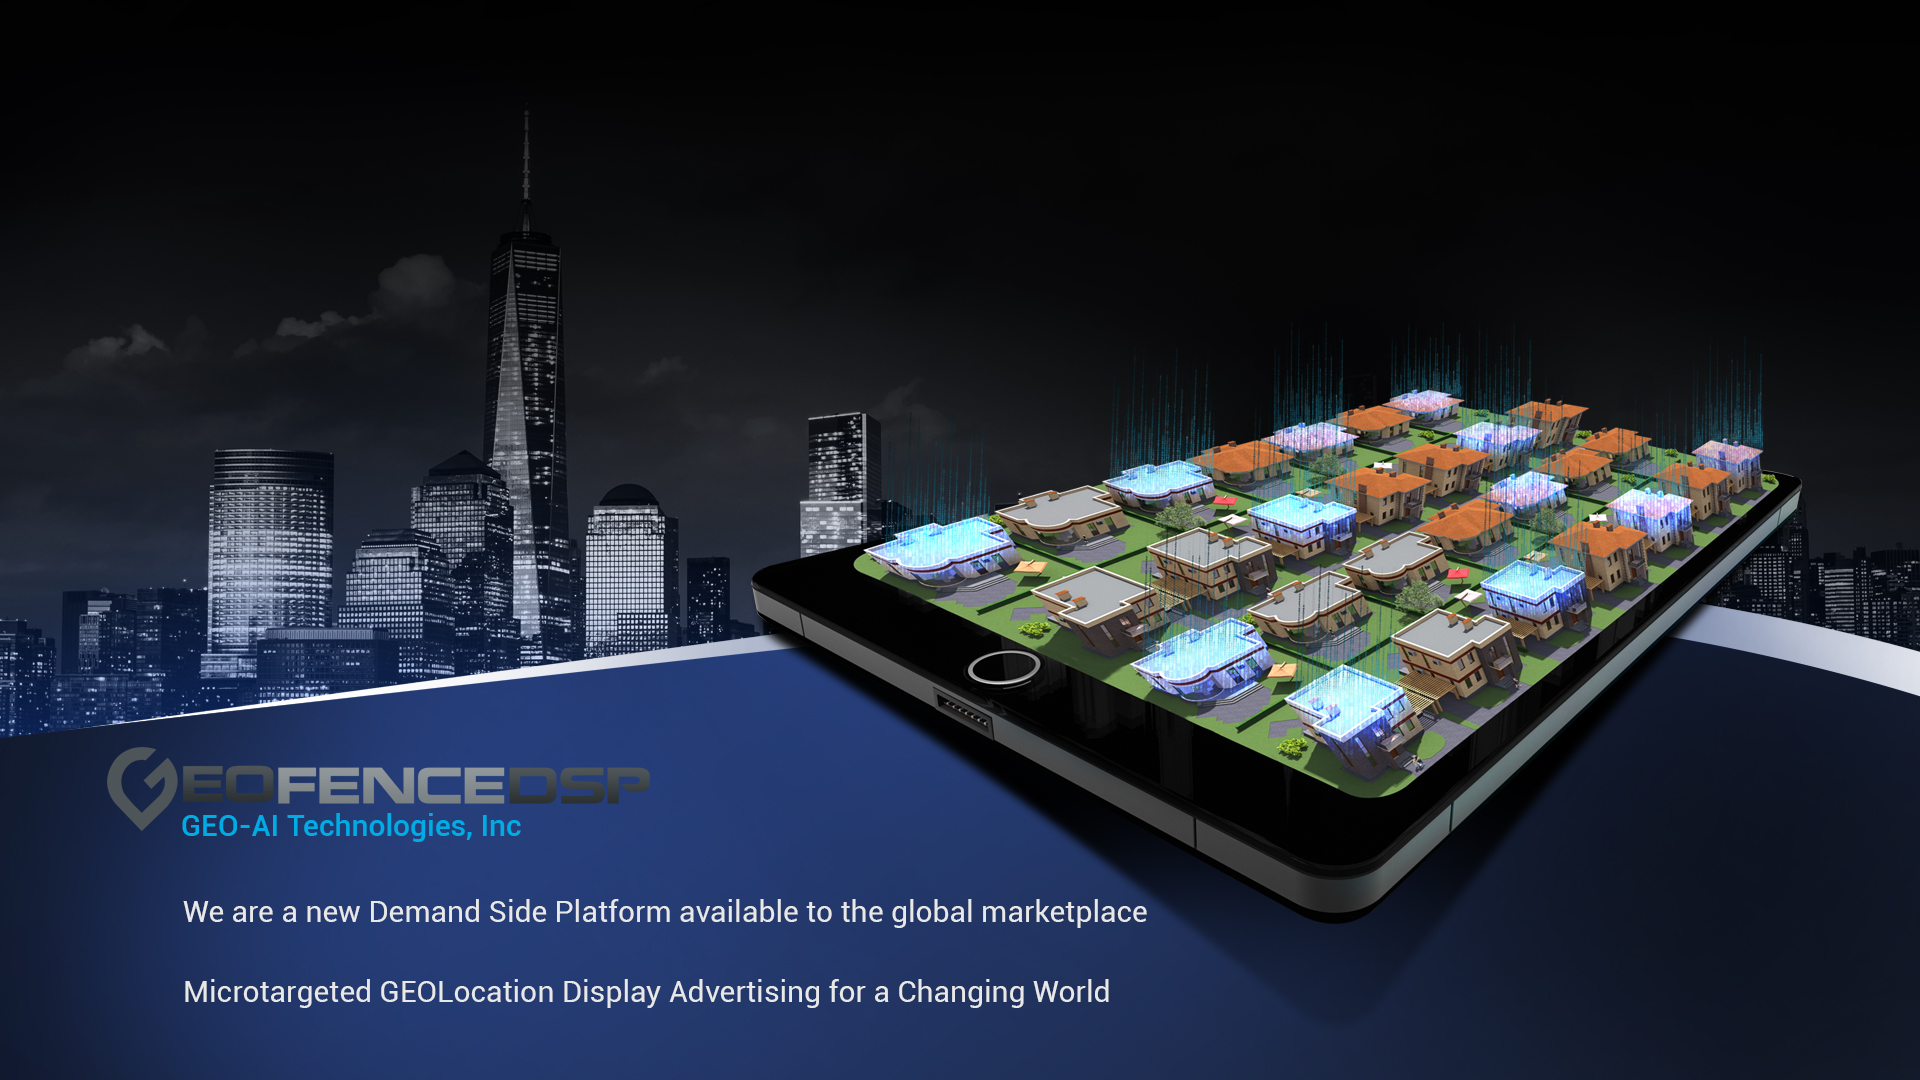 GEOFENCEDSP
GEO-AI Technologies, Inc
We are a new Demand Side Platform available to the global marketplace
Microtargeted GEOLocation Display Advertising for a Changing World